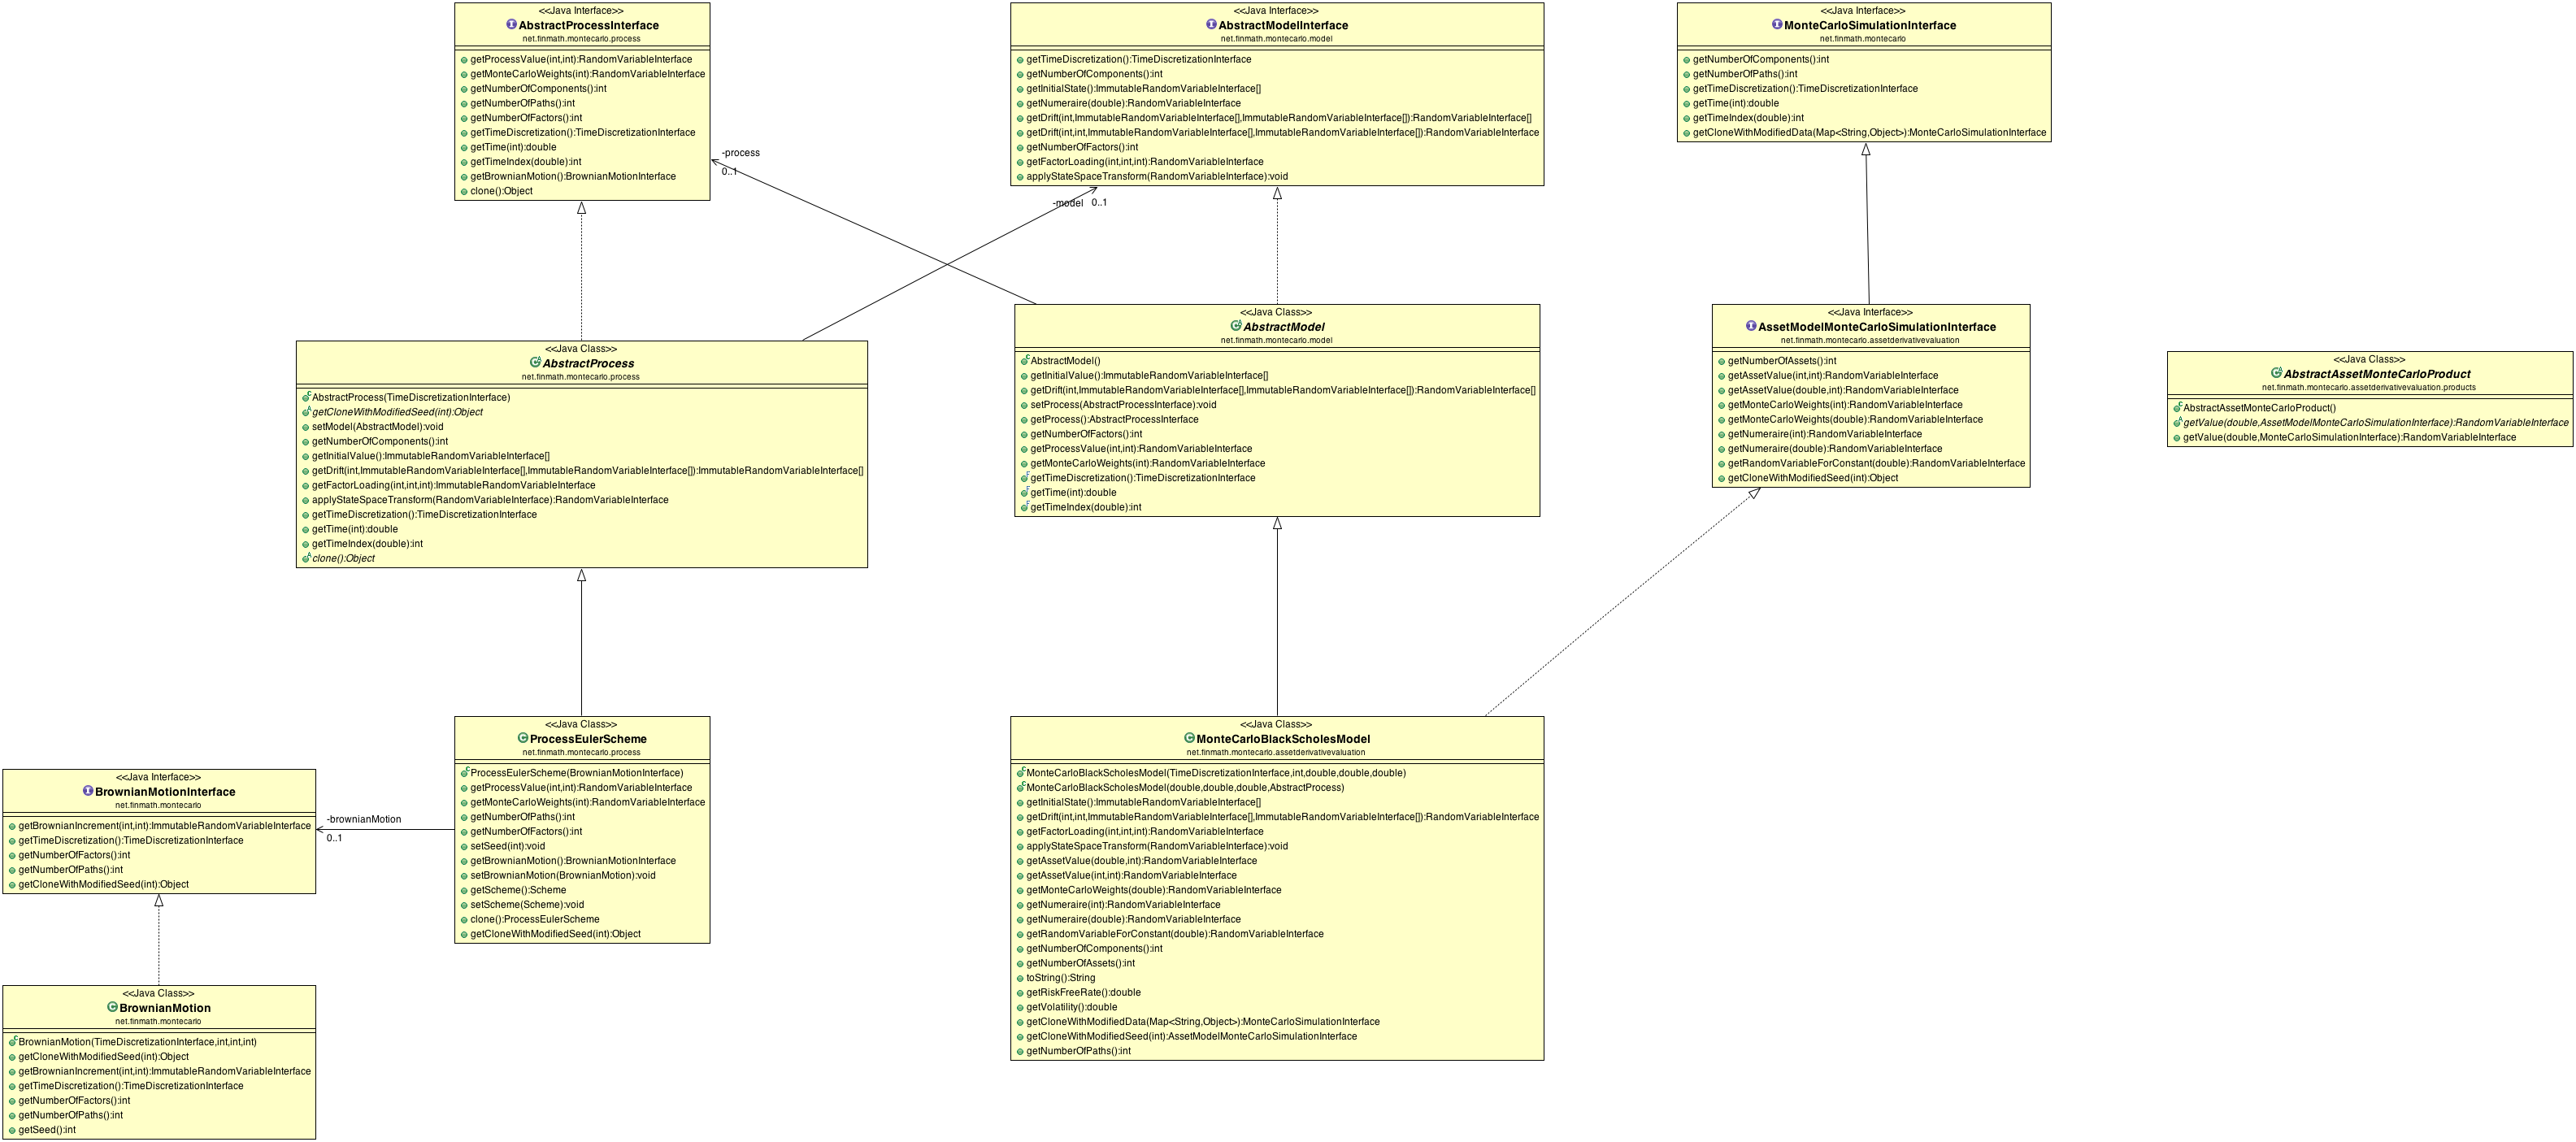 <<Java Interface>>
AbstractProcessInterface
net.finmath.montecarlo.process
getProcessValue(int,int):RandomVariableInterface
getMonteCarloWeights(int):RandomVariableInterface
getNumberOfComponents():int
getNumberOfPaths():int
getNumberOfFactors():int
getTimeDiscretization():TimeDiscretizationInterface
getTime(int):double
getTimeIndex(double):int
getBrownianMotion():BrownianMotionInterface
clone():Object
<<Java Interface>>
AbstractModelInterface
net.finmath.montecarlo.model
getTimeDiscretization():TimeDiscretizationInterface
getNumberOfComponents():int
getInitialState():ImmutableRandomVariableInterface[]
getNumeraire(double):RandomVariableInterface
getDrift(int,ImmutableRandomVariableInterface[],ImmutableRandomVariableInterface[]):RandomVariableInterface[]
getDrift(int,int,ImmutableRandomVariableInterface[],ImmutableRandomVariableInterface[]):RandomVariableInterface
getNumberOfFactors():int
getFactorLoading(int,int,int):RandomVariableInterface
applyStateSpaceTransform(RandomVariableInterface):void
<<Java Interface>>
MonteCarloSimulationInterface
net.finmath.montecarlo
getNumberOfComponents():int
getNumberOfPaths():int
getTimeDiscretization():TimeDiscretizationInterface
getTime(int):double
getTimeIndex(double):int
getCloneWithModifiedData(Map<String,Object>):MonteCarloSimulationInterface
-process
0..1
-model
0..1
<<Java Class>>
AbstractProcess
net.finmath.montecarlo.process
AbstractProcess(TimeDiscretizationInterface)
getCloneWithModifiedSeed(int):Object
setModel(AbstractModel):void
getNumberOfComponents():int
getInitialValue():ImmutableRandomVariableInterface[]
getDrift(int,ImmutableRandomVariableInterface[],ImmutableRandomVariableInterface[]):ImmutableRandomVariableInterface[]
getFactorLoading(int,int,int):ImmutableRandomVariableInterface
applyStateSpaceTransform(RandomVariableInterface):RandomVariableInterface
getTimeDiscretization():TimeDiscretizationInterface
getTime(int):double
getTimeIndex(double):int
clone():Object
<<Java Class>>
AbstractModel
net.finmath.montecarlo.model
AbstractModel()
getInitialValue():ImmutableRandomVariableInterface[]
getDrift(int,ImmutableRandomVariableInterface[],ImmutableRandomVariableInterface[]):RandomVariableInterface[]
setProcess(AbstractProcessInterface):void
getProcess():AbstractProcessInterface
getNumberOfFactors():int
getProcessValue(int,int):RandomVariableInterface
getMonteCarloWeights(int):RandomVariableInterface
getTimeDiscretization():TimeDiscretizationInterface
getTime(int):double
getTimeIndex(double):int
<<Java Interface>>
AssetModelMonteCarloSimulationInterface
net.finmath.montecarlo.assetderivativevaluation
getNumberOfAssets():int
getAssetValue(int,int):RandomVariableInterface
getAssetValue(double,int):RandomVariableInterface
getMonteCarloWeights(int):RandomVariableInterface
getMonteCarloWeights(double):RandomVariableInterface
getNumeraire(int):RandomVariableInterface
getNumeraire(double):RandomVariableInterface
getRandomVariableForConstant(double):RandomVariableInterface
getCloneWithModifiedSeed(int):Object
<<Java Class>>
AbstractAssetMonteCarloProduct
net.finmath.montecarlo.assetderivativevaluation.products
AbstractAssetMonteCarloProduct()
getValue(double,AssetModelMonteCarloSimulationInterface):RandomVariableInterface
getValue(double,MonteCarloSimulationInterface):RandomVariableInterface
<<Java Interface>>
BrownianMotionInterface
net.finmath.montecarlo
getBrownianIncrement(int,int):ImmutableRandomVariableInterface
getTimeDiscretization():TimeDiscretizationInterface
getNumberOfFactors():int
getNumberOfPaths():int
getCloneWithModifiedSeed(int):Object
-brownianMotion
0..1
<<Java Class>>
ProcessEulerScheme
net.finmath.montecarlo.process
ProcessEulerScheme(BrownianMotionInterface)
getProcessValue(int,int):RandomVariableInterface
getMonteCarloWeights(int):RandomVariableInterface
getNumberOfPaths():int
getNumberOfFactors():int
setSeed(int):void
getBrownianMotion():BrownianMotionInterface
setBrownianMotion(BrownianMotion):void
getScheme():Scheme
setScheme(Scheme):void
clone():ProcessEulerScheme
getCloneWithModifiedSeed(int):Object
<<Java Class>>
MonteCarloBlackScholesModel
net.finmath.montecarlo.assetderivativevaluation
MonteCarloBlackScholesModel(TimeDiscretizationInterface,int,double,double,double)
MonteCarloBlackScholesModel(double,double,double,AbstractProcess)
getInitialState():ImmutableRandomVariableInterface[]
getDrift(int,int,ImmutableRandomVariableInterface[],ImmutableRandomVariableInterface[]):RandomVariableInterface
getFactorLoading(int,int,int):RandomVariableInterface
applyStateSpaceTransform(RandomVariableInterface):void
getAssetValue(double,int):RandomVariableInterface
getAssetValue(int,int):RandomVariableInterface
getMonteCarloWeights(double):RandomVariableInterface
getNumeraire(int):RandomVariableInterface
getNumeraire(double):RandomVariableInterface
getRandomVariableForConstant(double):RandomVariableInterface
getNumberOfComponents():int
getNumberOfAssets():int
toString():String
getRiskFreeRate():double
getVolatility():double
getCloneWithModifiedData(Map<String,Object>):MonteCarloSimulationInterface
getCloneWithModifiedSeed(int):AssetModelMonteCarloSimulationInterface
getNumberOfPaths():int
<<Java Class>>
BrownianMotion
net.finmath.montecarlo
BrownianMotion(TimeDiscretizationInterface,int,int,int)
getCloneWithModifiedSeed(int):Object
getBrownianIncrement(int,int):ImmutableRandomVariableInterface
getTimeDiscretization():TimeDiscretizationInterface
getNumberOfFactors():int
getNumberOfPaths():int
getSeed():int